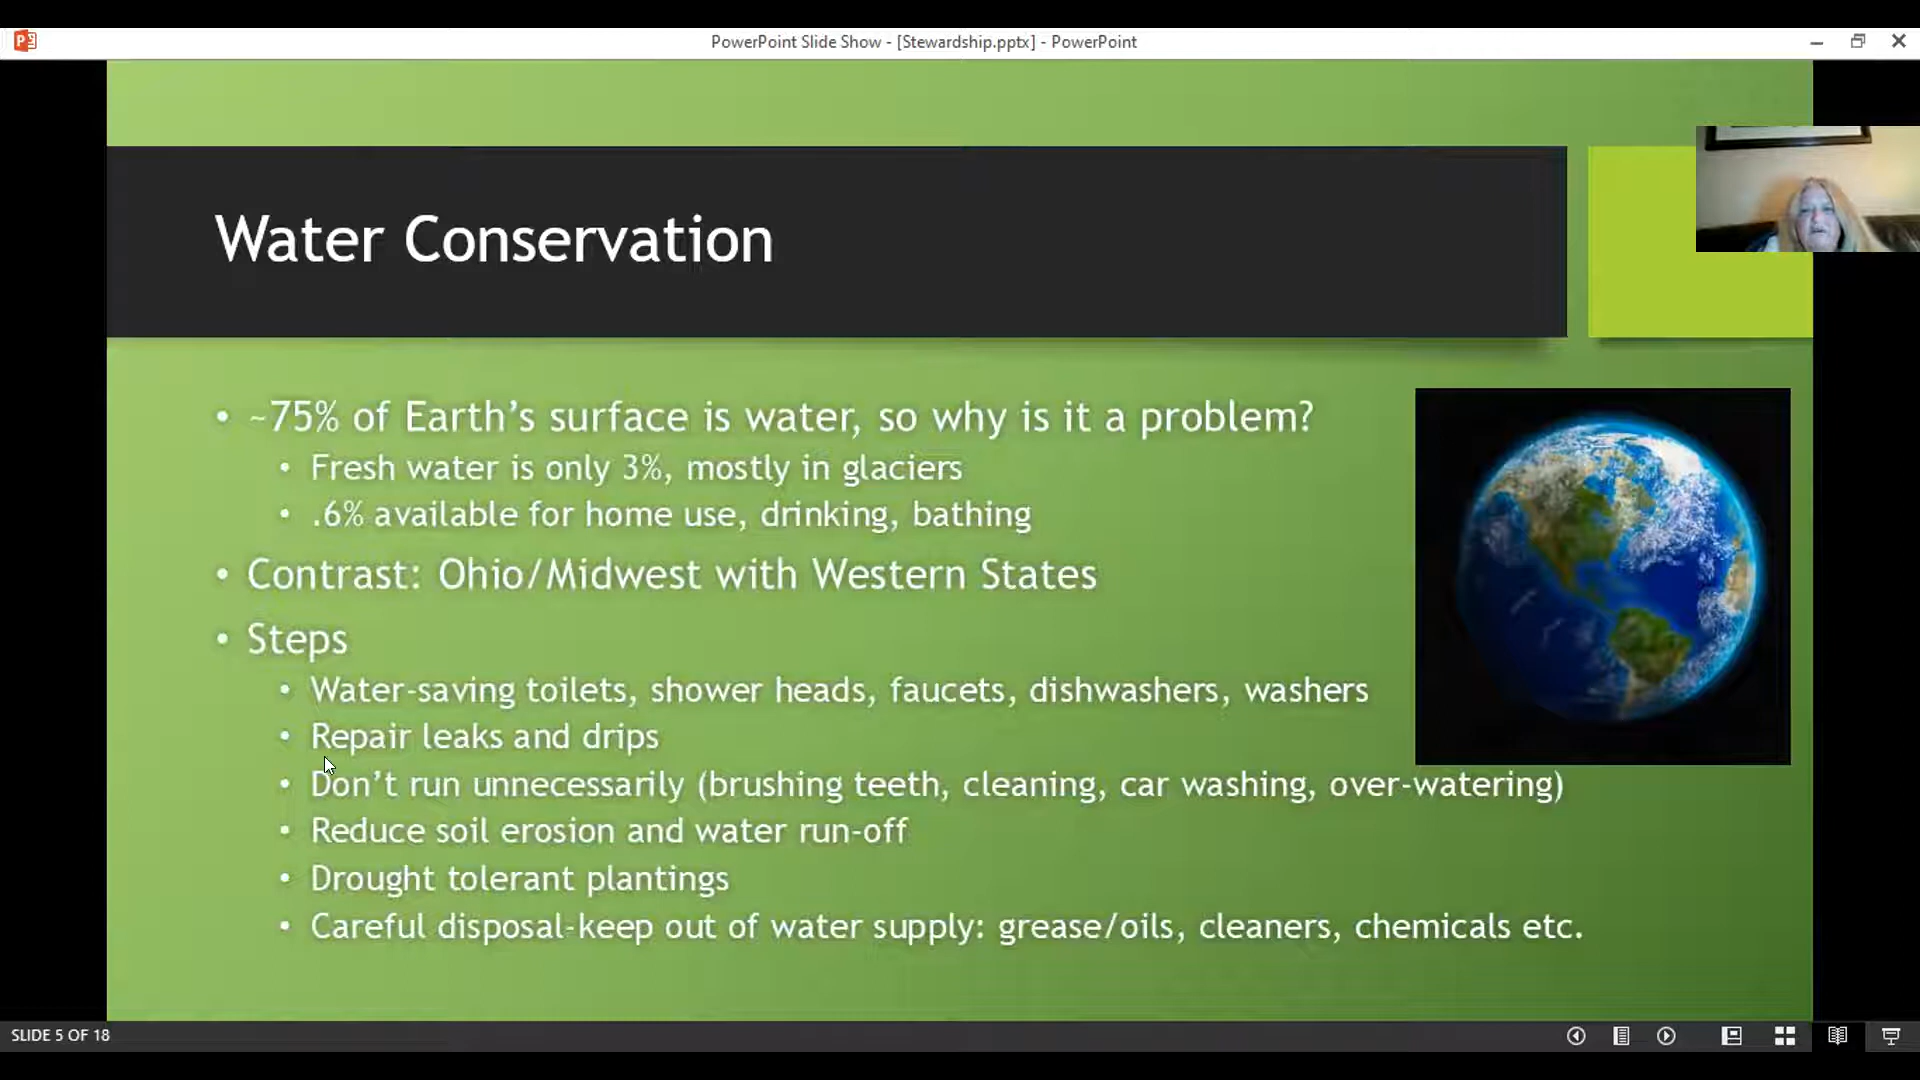 PowerPoint Slide Show - [Stewardship.pptx] - PowerPoint
Water Conservation
• ~75% of Earth’s surface is water, so why is it a problem?
• Fresh water is only 3%, mostly in glaciers
• .6% available for home use, drinking, bathing
• Contrast: Ohio/Midwest with Western States
• Steps
• Water-saving toilets, shower heads, faucets, dishwashers, washers
• Repair leaks and drips
• Don’t run unnecessarily (brushing teeth, cleaning, car washing, over-watering)
• Reduce soil erosion and water run-off
• Drought tolerant plantings
• Careful disposal-keep out of water supply: grease/oils, cleaners, chemicals etc.
SLIDE 5 OF 18